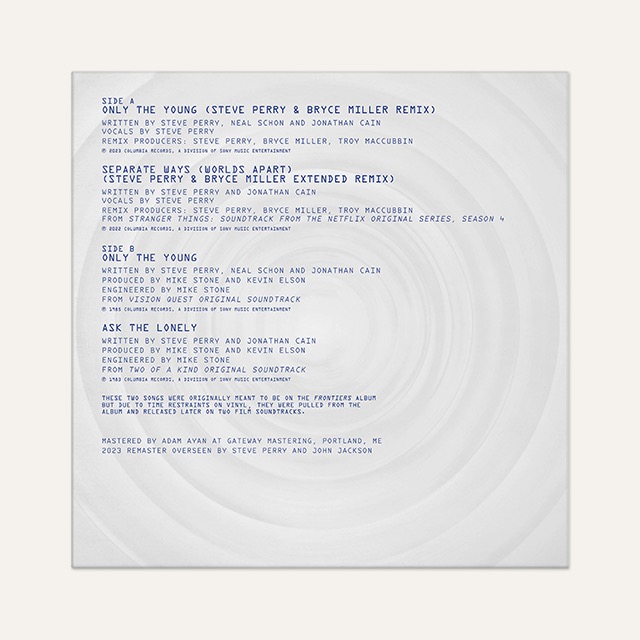 SIDE A
ONLY THE YOUNG (STEVE PERRY & BRYCE MILLER REMIX)
WRITTEN BY STEVE PERRY, NEAL SCHON AND JONATHAN CAIN
VOCALS BY STEVE PERRY
REMIX PRODUCERS: STEVE PERRY, BRYCE MILLER, TROY MACCUBBIN
℗ 2023 COLUMBIA RECORDS, A DIVISION OF SONY MUSIC ENTERTAINMENT
SEPARATE WAYS (WORLDS APART)
(STEVE PERRY & BRYCE MILLER EXTENDED REMIX)
WRITTEN BY STEVE PERRY AND JONATHAN CAIN
VOCALS BY STEVE PERRY
REMIX PRODUCERS: STEVE PERRY, BRYCE MILLER, TROY MACCUBBIN
FROM STRANGER THINGS: SOUNDTRACK FROM THE NETFLIX ORIGINAL SERIES, SEASON 4
℗ 2022 COLUMBIA RECORDS, A DIVISION OF SONY MUSIC ENTERTAINMENT
SIDE B
ONLY THE YOUNG
WRITTEN BY STEVE PERRY, NEAL SCHON AND JONATHAN CAIN
PRODUCED BY MIKE STONE AND KEVIN ELSON
ENGINEERED BY MIKE STONE
FROM VISION QUEST ORIGINAL SOUNDTRACK
℗ 1985 COLUMBIA RECORDS, A DIVISION OF SONY MUSIC ENTERTAINMENT
ASK THE LONELY
WRITTEN BY STEVE PERRY AND JONATHAN CAIN
PRODUCED BY MIKE STONE AND KEVIN ELSON
ENGINEERED BY MIKE STONE
FROM TWO OF A KIND ORIGINAL SOUNDTRACK
℗ 1983 COLUMBIA RECORDS, A DIVISION OF SONY MUSIC ENTERTAINMENT
THESE TWO SONGS WERE ORIGINALLY MEANT TO BE ON THE FRONTIERS ALBUM
BUT DUE TO TIME RESTRAINTS ON VINYL, THEY WERE PULLED FROM THE
ALBUM AND RELEASED LATER ON TWO FILM SOUNDTRACKS.
MASTERED BY ADAM AYAN AT GATEWAY MASTERING, PORTLAND, ME
2023 REMASTER OVERSEEN BY STEVE PERRY AND JOHN JACKSON